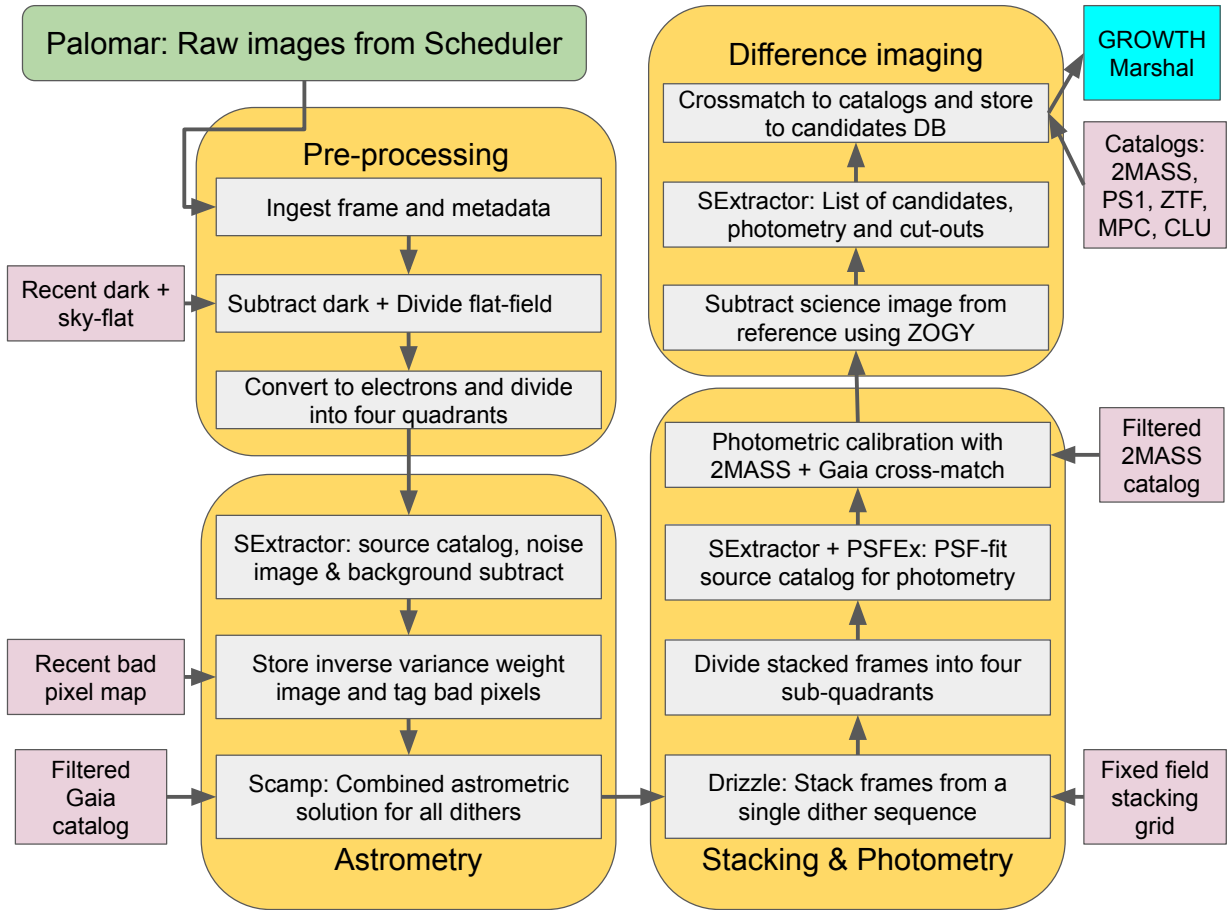 Palomar: Raw images from Scheduler
Pre-processing
Ingest frame and metadata
Recent dark +
sky-flat
Subtract dark + Divide flat-field
Convert to electrons and divide
into four quadrants
SExtractor: source catalog, noise
image & background subtract
Recent bad
pixel map
Store inverse variance weight
image and tag bad pixels
Filtered
Gaia
catalog
Scamp: Combined astrometric
solution for all dithers
Astrometry
Difference imaging
Crossmatch to catalogs and store
to candidates DB
GROWTH
Marshal
Catalogs:
2MASS,
PS1, ZTF,
MPC, CLU
SExtractor: List of candidates,
photometry and cut-outs
Subtract science image from
reference using ZOGY
Photometric calibration with
2MASS + Gaia cross-match
Filtered
2MASS
catalog
SExtractor + PSFEx: PSF-fit
source catalog for photometry
Divide stacked frames into four
sub-quadrants
Drizzle: Stack frames from a
single dither sequence
Fixed field
stacking
grid
Stacking & Photometry